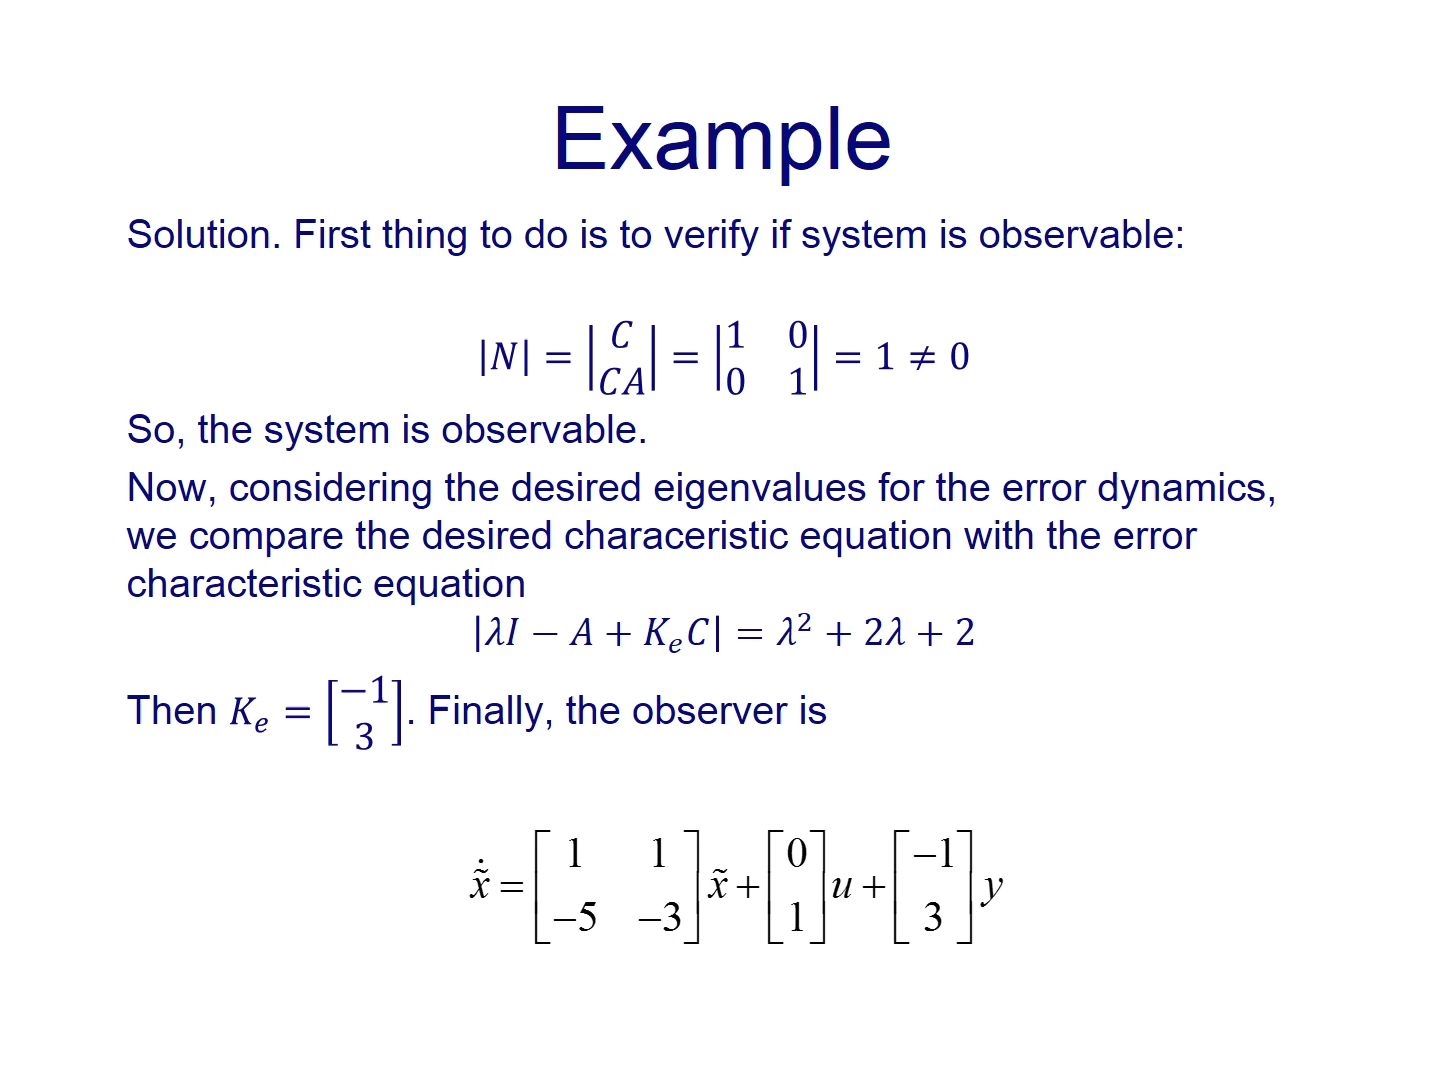 Example
Solution. First thing to do is to verify if system is observable:
|N| = |C; CA| = |1 0; 0 1| = 1 ≠ 0
So, the system is observable.
Now, considering the desired eigenvalues for the error dynamics,
we compare the desired characeristic equation with the error
characteristic equation
|λI − A + KₑC| = λ² + 2λ + 2
Then Kₑ = [−1; 3]. Finally, the observer is
x̃̇ = [1 1; −5 −3] x̃ + [0; 1] u + [−1; 3] y